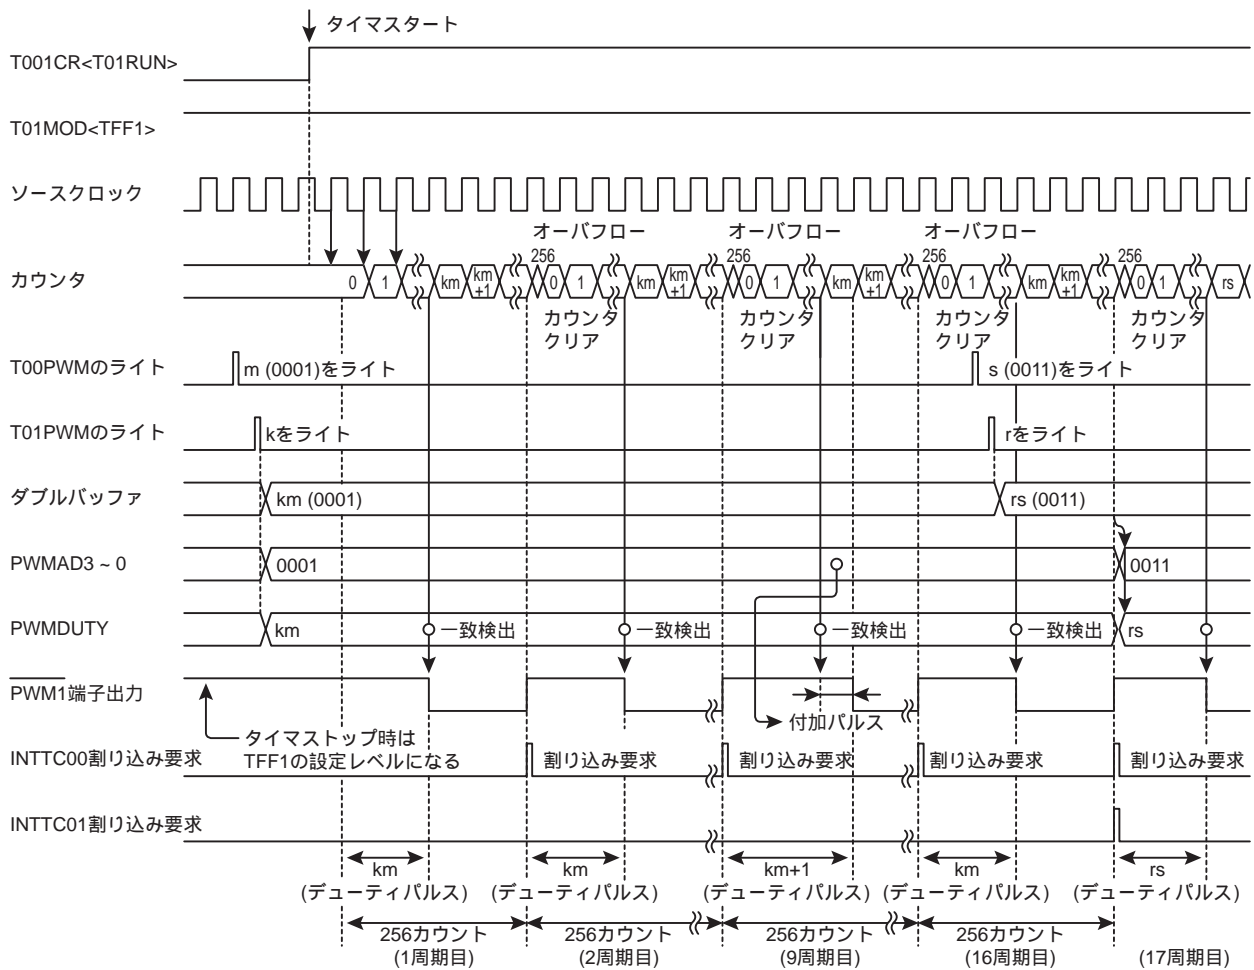 タイマスタート
T001CR<T01RUN>
T01MOD<TFF1>
ソースクロック
オーバフロー オーバフロー オーバフロー
カウンタ 0 1 km km+1 256 0 1 km km+1 256 0 1 km km+1 256 0 1 km km+1 256 0 1 rs
カウンタ カウンタ カウンタ カウンタ
クリア クリア クリア クリア
T00PWMのライト m (0001)をライト s (0011)をライト
T01PWMのライト kをライト rをライト
ダブルバッファ km (0001) rs (0011)
PWMAD3 ~ 0 0001 0011
PWMDUTY km 一致検出 一致検出 一致検出 一致検出 rs
PWM1端子出力
付加パルス
タイマストップ時は
TFF1の設定レベルになる
INTTC00割り込み要求 割り込み要求 割り込み要求 割り込み要求 割り込み要求
INTTC01割り込み要求
km km km+1 km rs
(デューティパルス) (デューティパルス) (デューティパルス) (デューティパルス) (デューティパルス)
256カウント 256カウント 256カウント 256カウント
(1周期目) (2周期目) (9周期目) (16周期目) (17周期目)